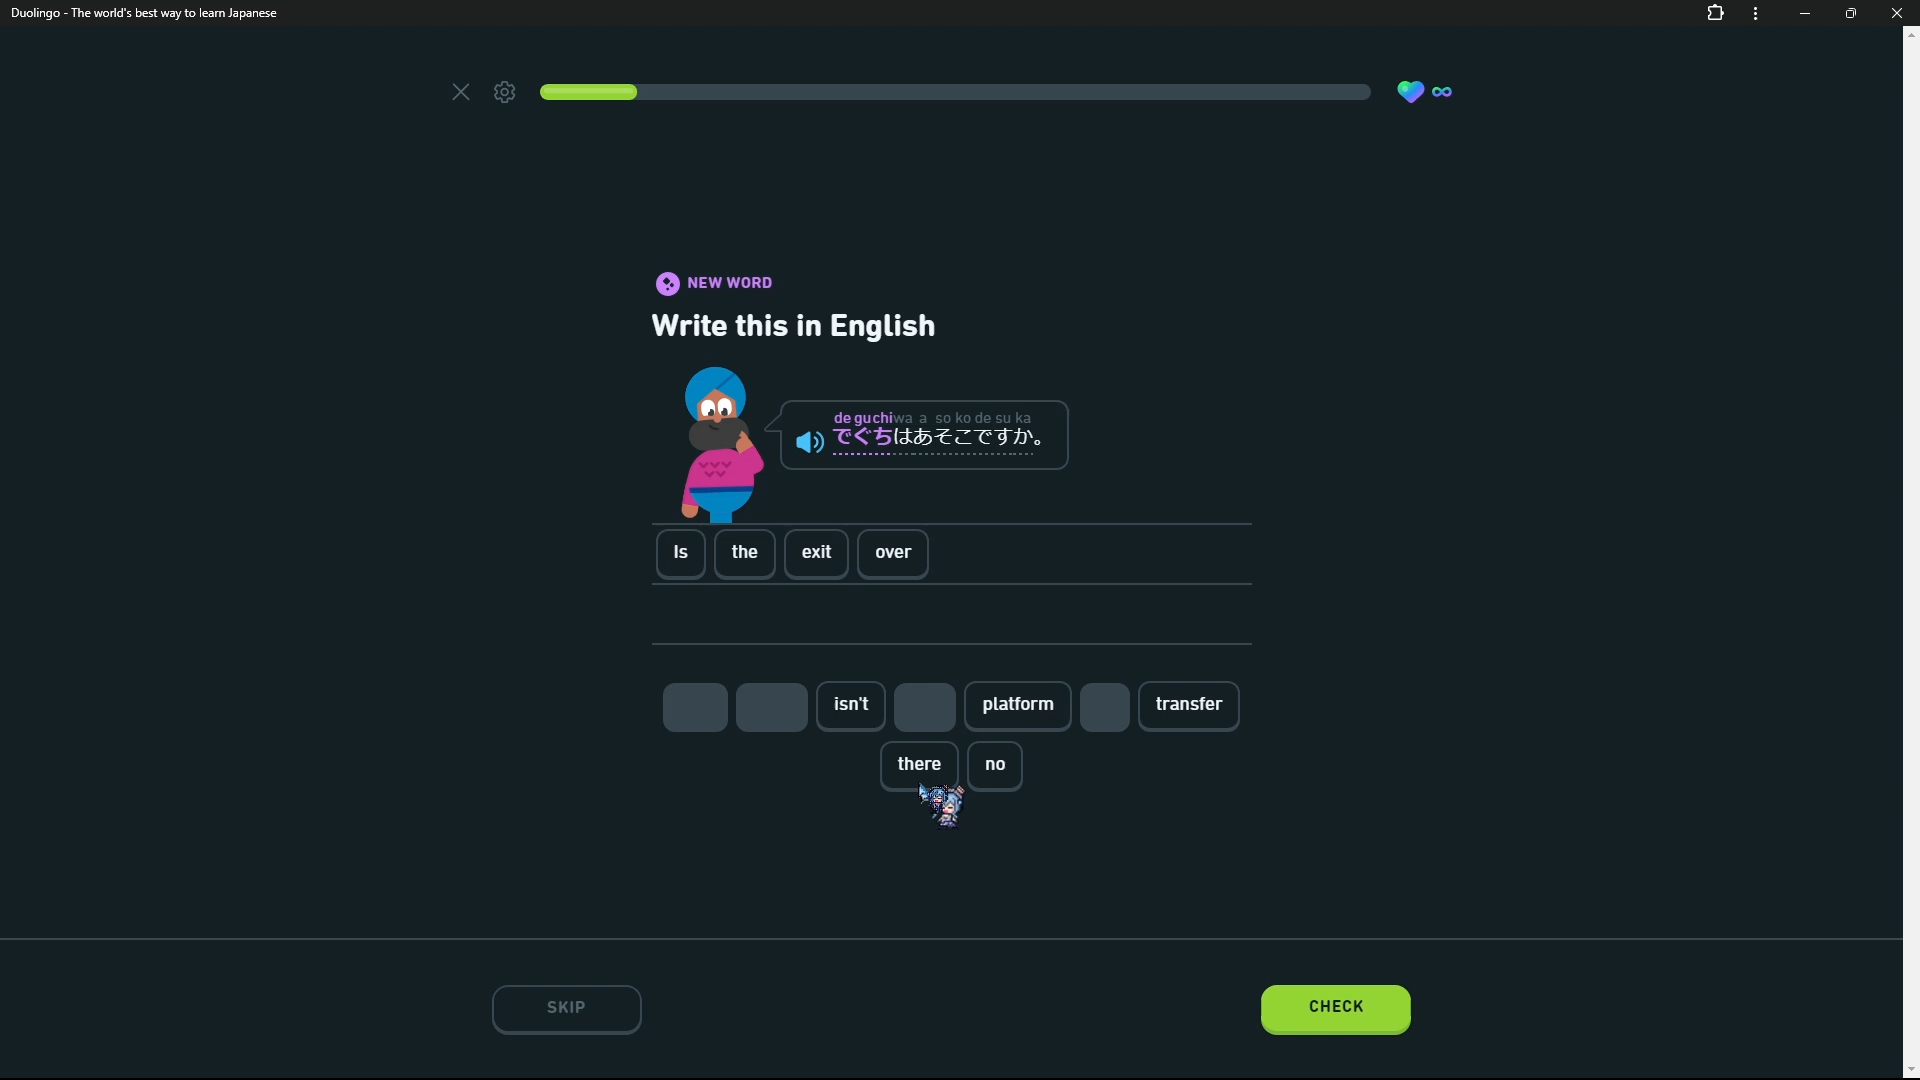 Duolingo - The world's best way to learn Japanese
NEW WORD
Write this in English
de guchi wa a so ko de su ka
でぐちはあそこですか。
Is the exit over
isn't platform transfer
there no
SKIP
CHECK